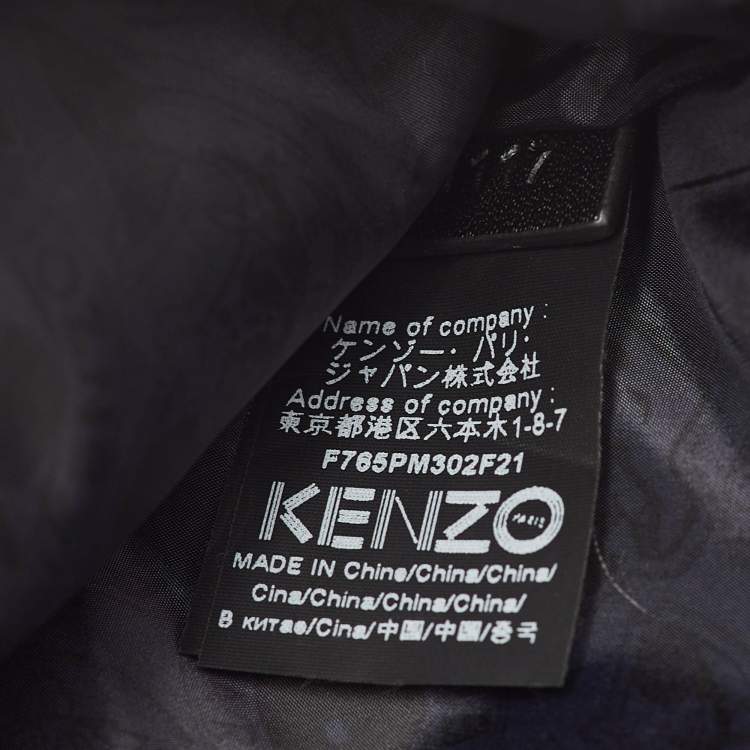 Name of company :
ケンゾー・パリ・
ジャパン株式会社
Address of company :
東京都港区六本木1-8-7
F765PM302F21
KENZO
PARIS
MADE IN Chine/China/China/
Cina/China/China/China/
В китае/Cina/中国/中国/중국